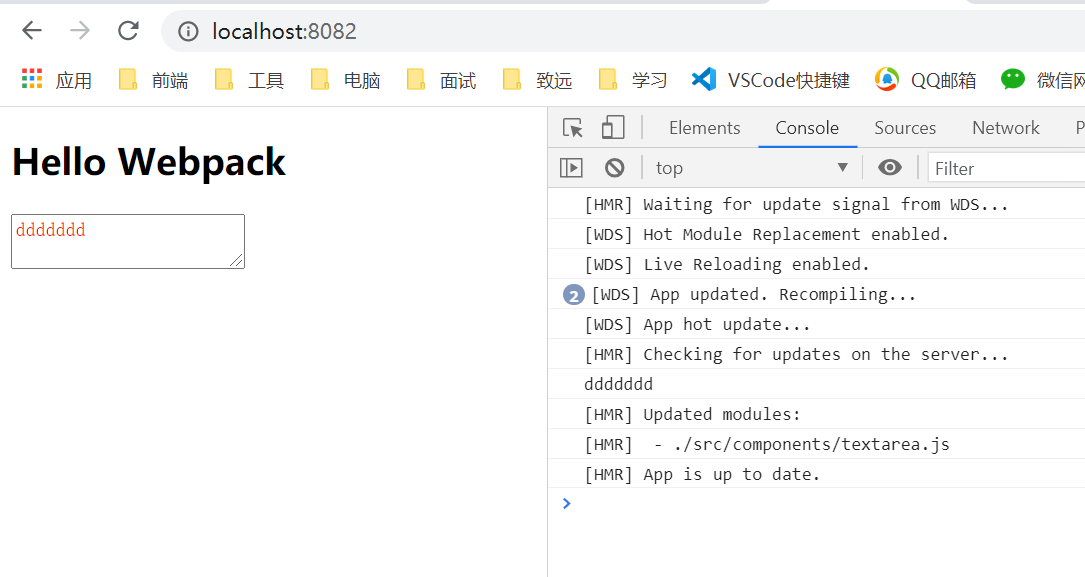 localhost:8082
应用 前端 工具 电脑 面试 致远 学习 VSCode快捷键 QQ邮箱
Hello Webpack
ddddddd
Elements Console Sources Network
top Filter
[HMR] Waiting for update signal from WDS...
[WDS] Hot Module Replacement enabled.
[WDS] Live Reloading enabled.
2 [WDS] App updated. Recompiling...
[WDS] App hot update...
[HMR] Checking for updates on the server...
ddddddd
[HMR] Updated modules:
[HMR]  - ./src/components/textarea.js
[HMR] App is up to date.